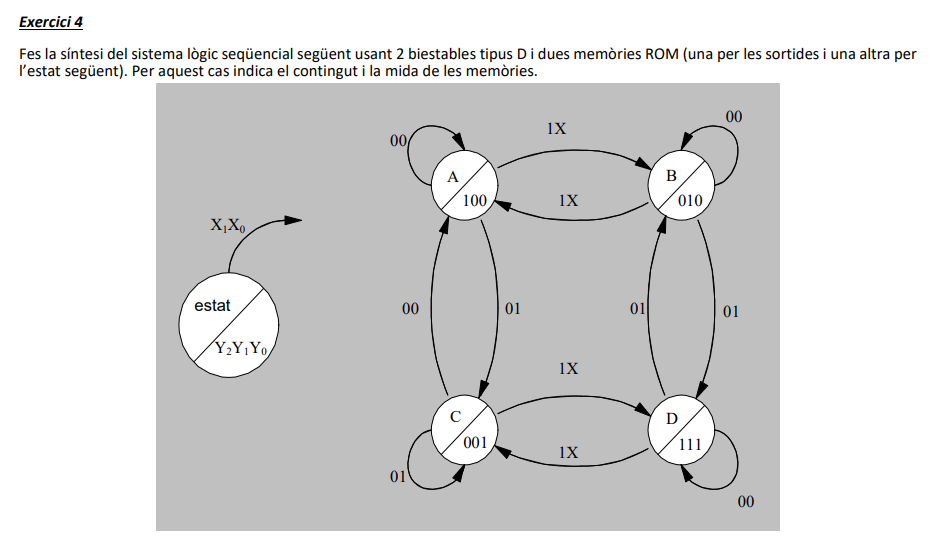 Exercici 4
Fes la síntesi del sistema lògic seqüencial següent usant 2 biestables tipus D i dues memòries ROM (una per les sortides i una altra per
l'estat següent). Per aquest cas indica el contingut i la mida de les memòries.
00
1X
00
A
100
1X
B
010
X₁X₀
estat
Y₂Y₁Y₀
00
01
01
01
1X
C
001
D
111
1X
01
00